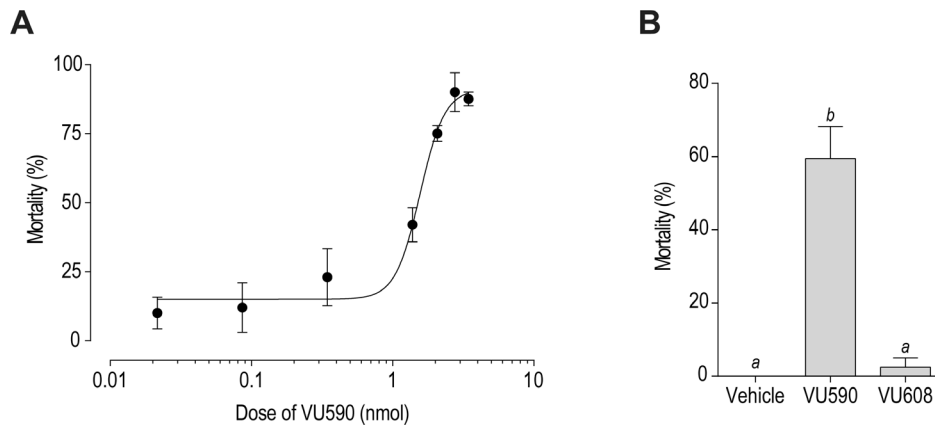 A
Mortality (%)
100
75
50
25
0
0.01 0.1 1 10
Dose of VU590 (nmol)
B
Mortality (%)
80
60
40
20
0
a b a
Vehicle VU590 VU608